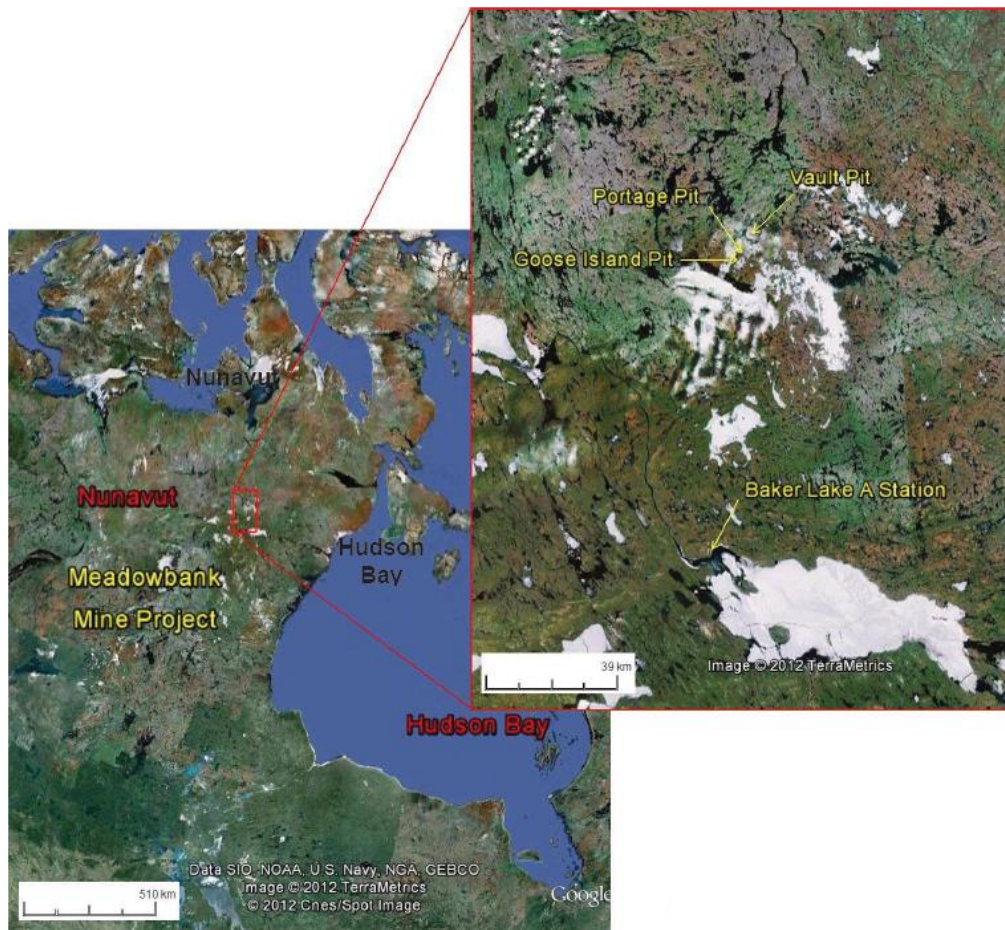 Nunavut
Nunavut
Hudson
Bay
Meadowbank
Mine Project
Hudson Bay
Data SIO, NOAA, U.S. Navy, NGA, GEBCO
Image © 2012 TerraMetrics
© 2012 Cnes/Spot Image
Google
510 km
Vault Pit
Portage Pit
Goose Island Pit
Baker Lake A Station
39 km
Image © 2012 TerraMetrics